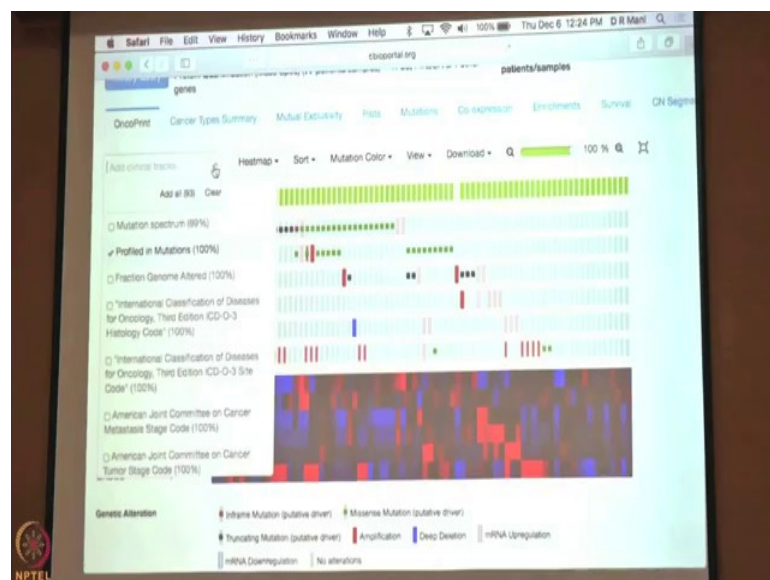 Safari File Edit View History Bookmarks Window Help 100% Thu Dec 6 12:24 PM D R Mani
cbioportal.org
patients/samples
genes
OncoPrint Cancer Types Summary Mutual Exclusivity Plots Mutations Co-expression Enrichments Survival CN Segme
Add clinical tracks...
Heatmap Sort Mutation Color View Download 100 %
Add all (93) Clear
Mutation spectrum (99%)
Profiled in Mutations (100%)
Fraction Genome Altered (100%)
"International Classification of Diseases
for Oncology, Third Edition ICD-O-3
Histology Code" (100%)
"International Classification of Diseases
for Oncology, Third Edition ICD-O-3 Site
Code" (100%)
American Joint Committee on Cancer
Metastasis Stage Code (100%)
American Joint Committee on Cancer
Tumor Stage Code (100%)
Genetic Alteration
Inframe Mutation (putative driver) Missense Mutation (putative driver)
Truncating Mutation (putative driver) Amplification Deep Deletion mRNA Upregulation
mRNA Downregulation No alterations
NPTEL